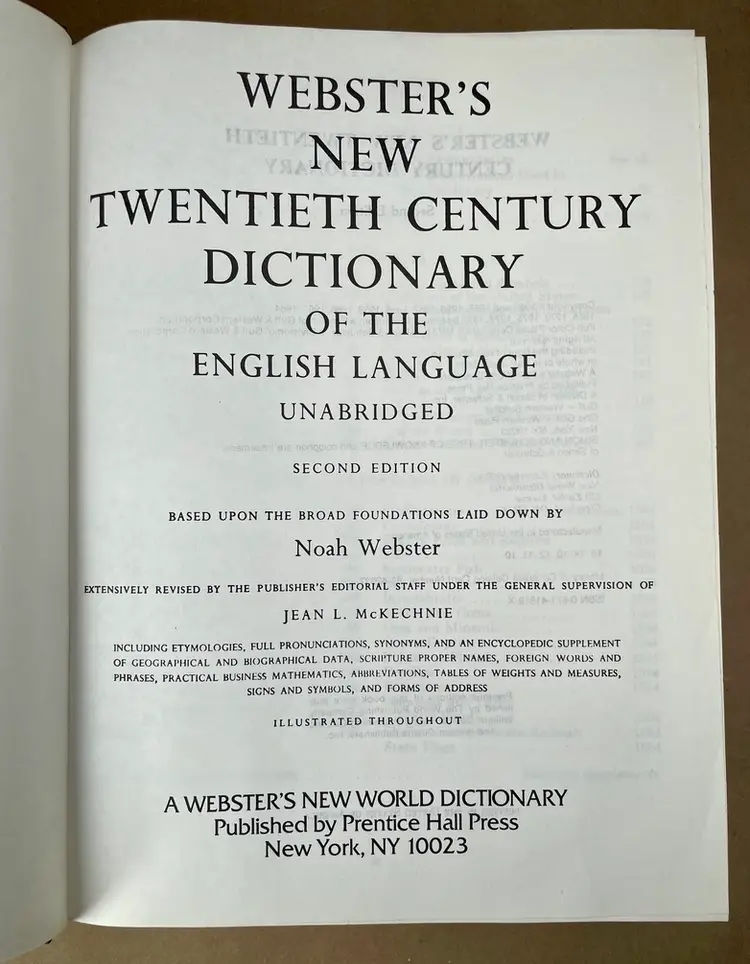 WEBSTER'S
NEW
TWENTIETH CENTURY
DICTIONARY
OF THE
ENGLISH LANGUAGE
UNABRIDGED
SECOND EDITION
BASED UPON THE BROAD FOUNDATIONS LAID DOWN BY
Noah Webster
EXTENSIVELY REVISED BY THE PUBLISHER'S EDITORIAL STAFF UNDER THE GENERAL SUPERVISION OF
JEAN L. McKECHNIE
INCLUDING ETYMOLOGIES, FULL PRONUNCIATIONS, SYNONYMS, AND AN ENCYCLOPEDIC SUPPLEMENT
OF GEOGRAPHICAL AND BIOGRAPHICAL DATA, SCRIPTURE PROPER NAMES, FOREIGN WORDS AND
PHRASES, PRACTICAL BUSINESS MATHEMATICS, ABBREVIATIONS, TABLES OF WEIGHTS AND MEASURES,
SIGNS AND SYMBOLS, AND FORMS OF ADDRESS
ILLUSTRATED THROUGHOUT
A WEBSTER'S NEW WORLD DICTIONARY
Published by Prentice Hall Press
New York, NY 10023